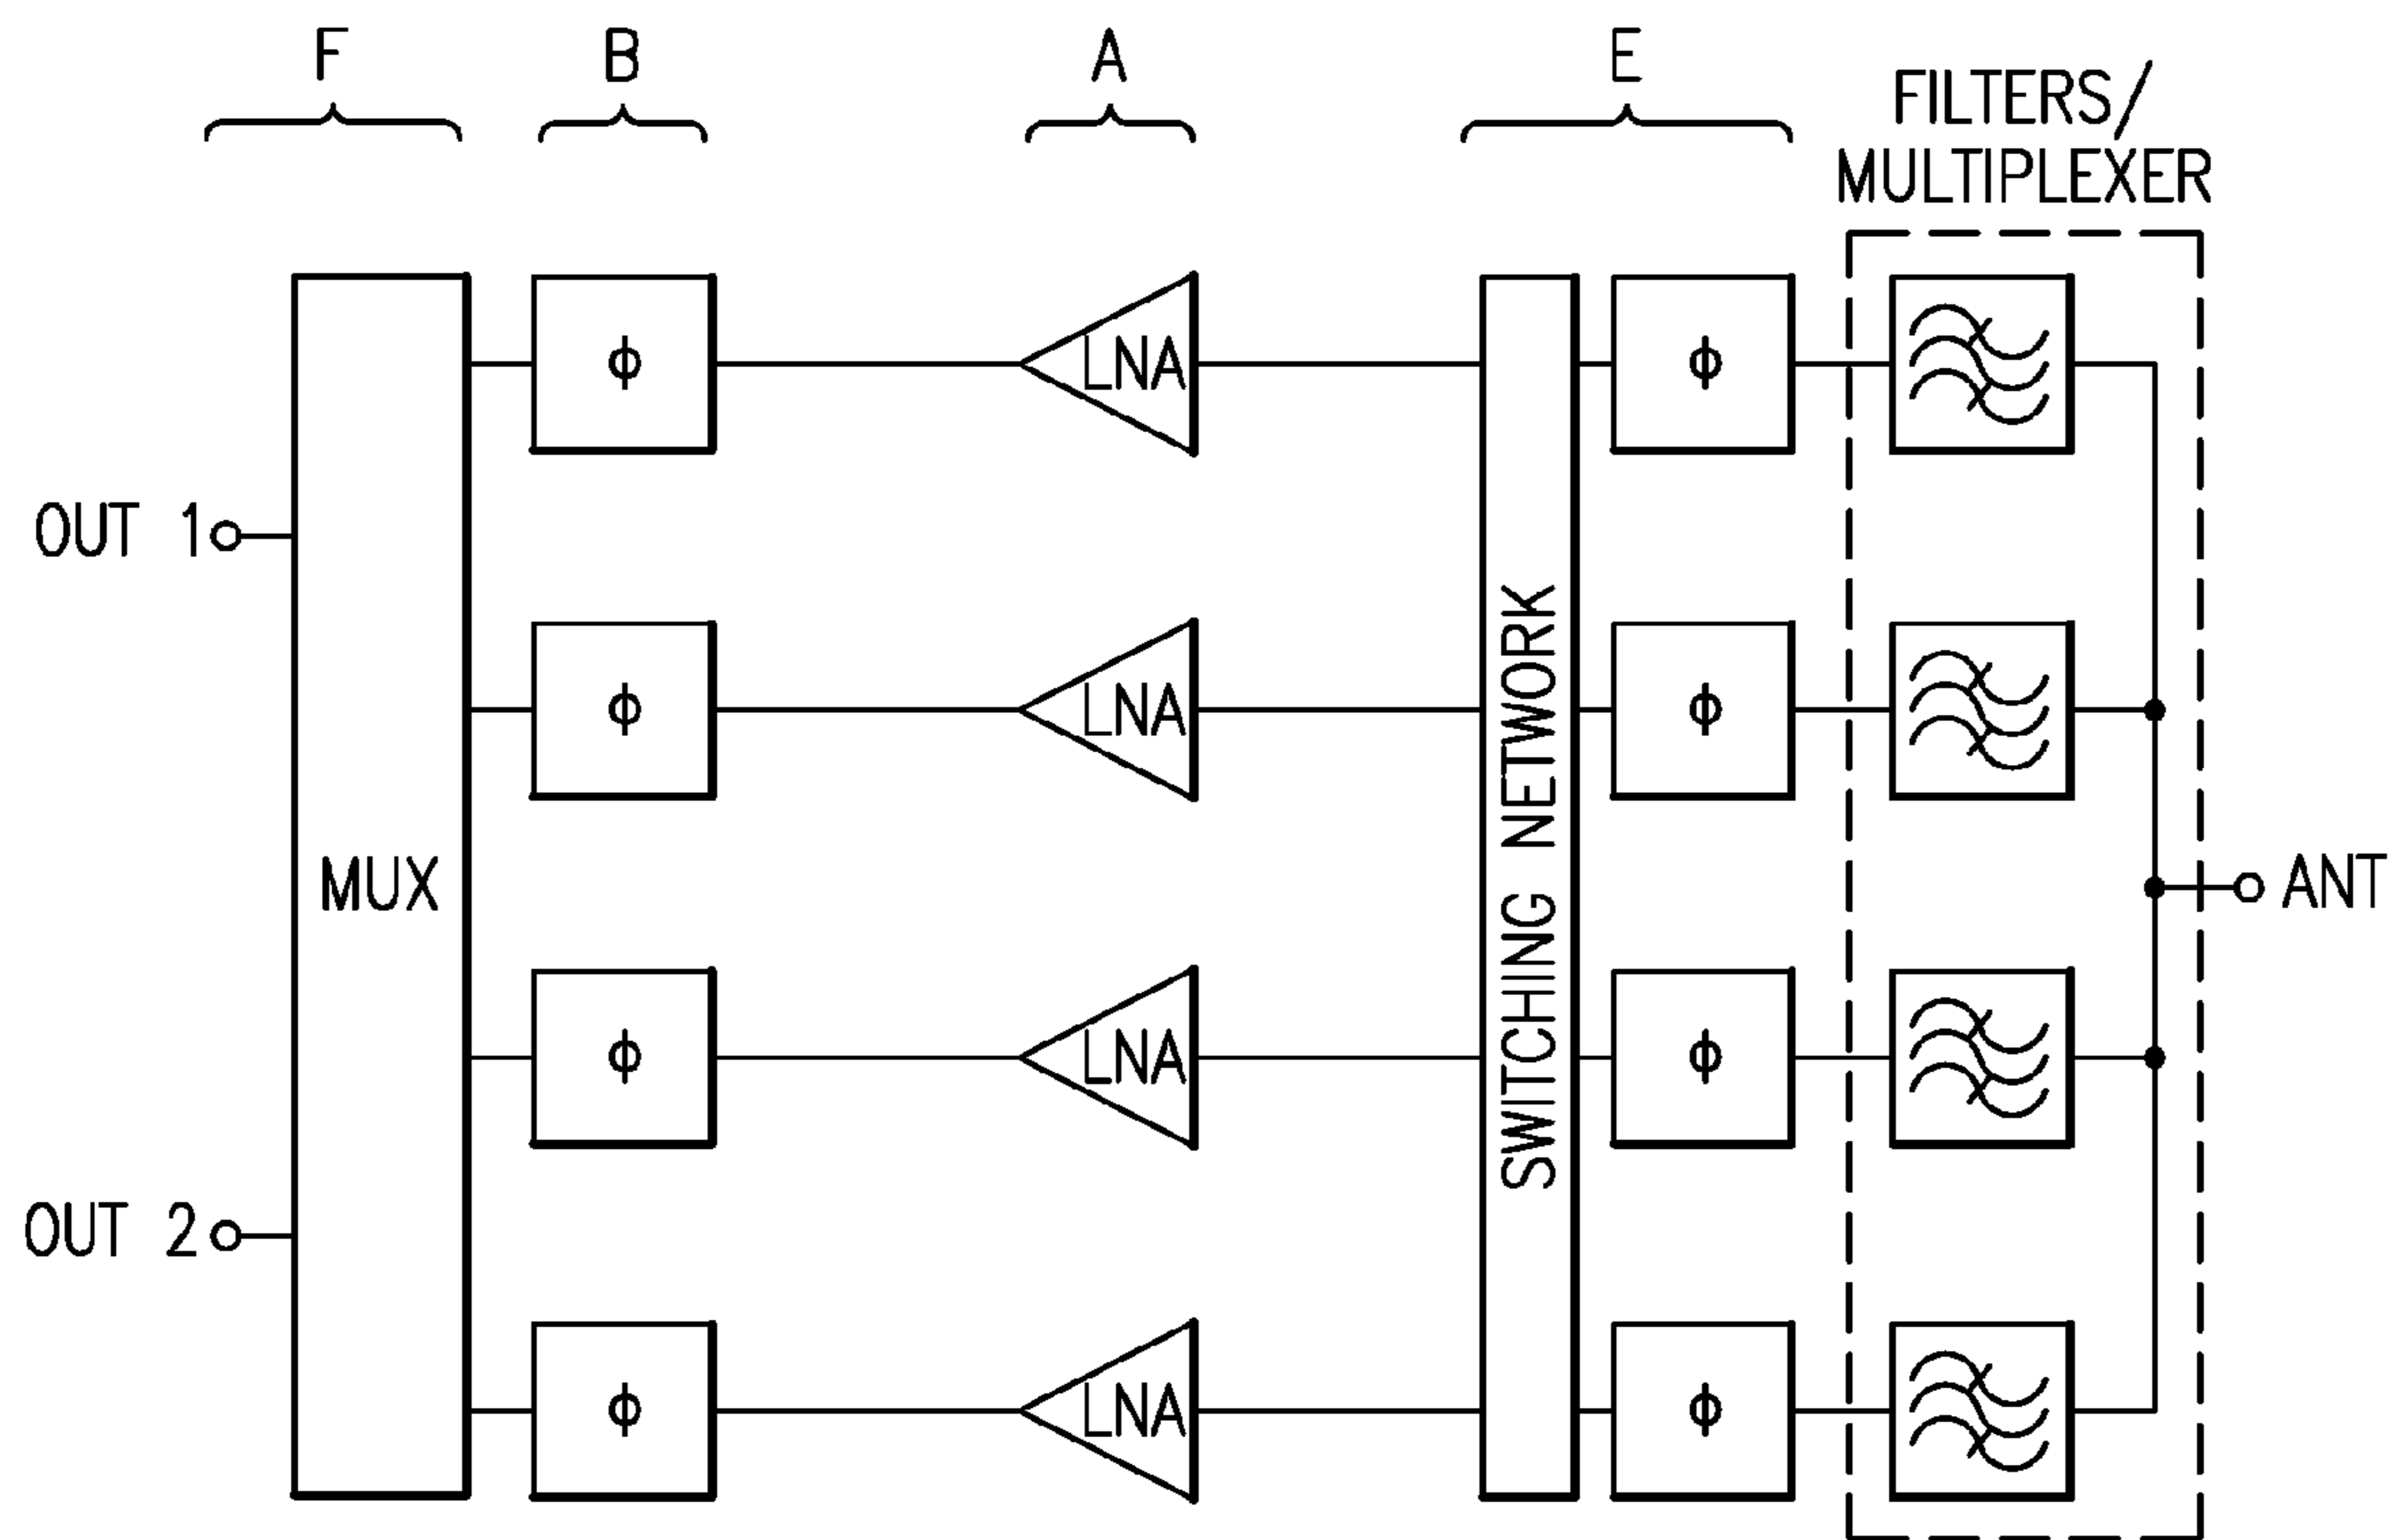 F B A E
FILTERS/
MULTIPLEXER
ϕ LNA ϕ
OUT 1
ϕ LNA ϕ
MUX
SWITCHING NETWORK
ANT
ϕ LNA ϕ
OUT 2
ϕ LNA ϕ